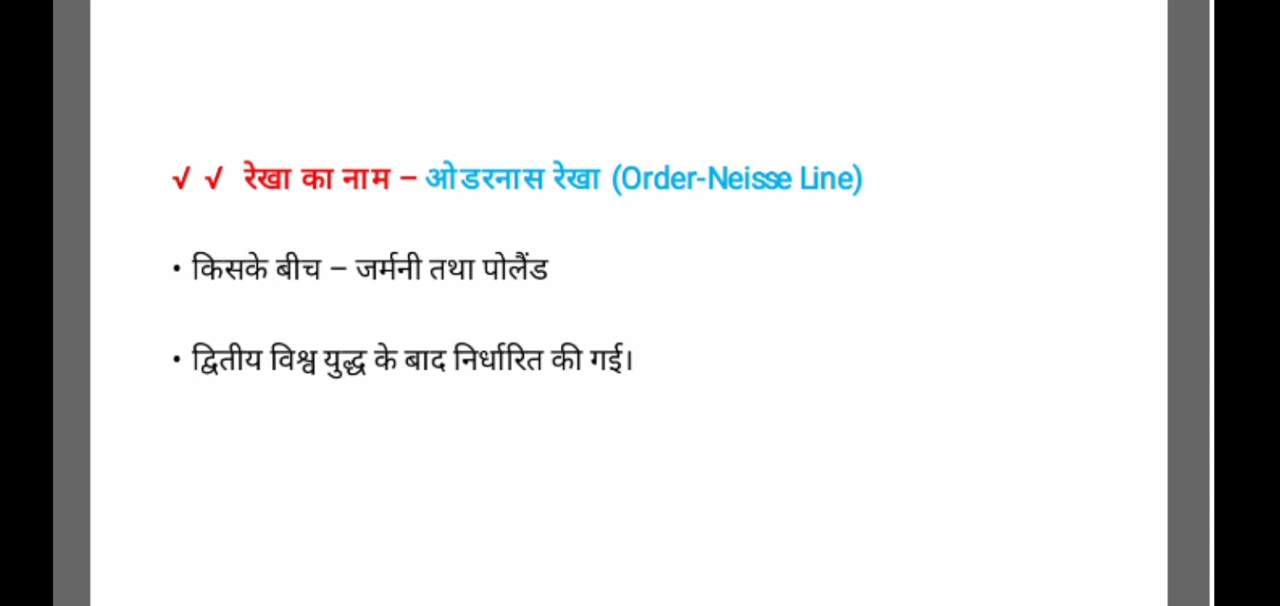 √ √ रेखा का नाम – ओडरनास रेखा (Order-Neisse Line)
• किसके बीच – जर्मनी तथा पोलैंड
• द्वितीय विश्व युद्ध के बाद निर्धारित की गई।